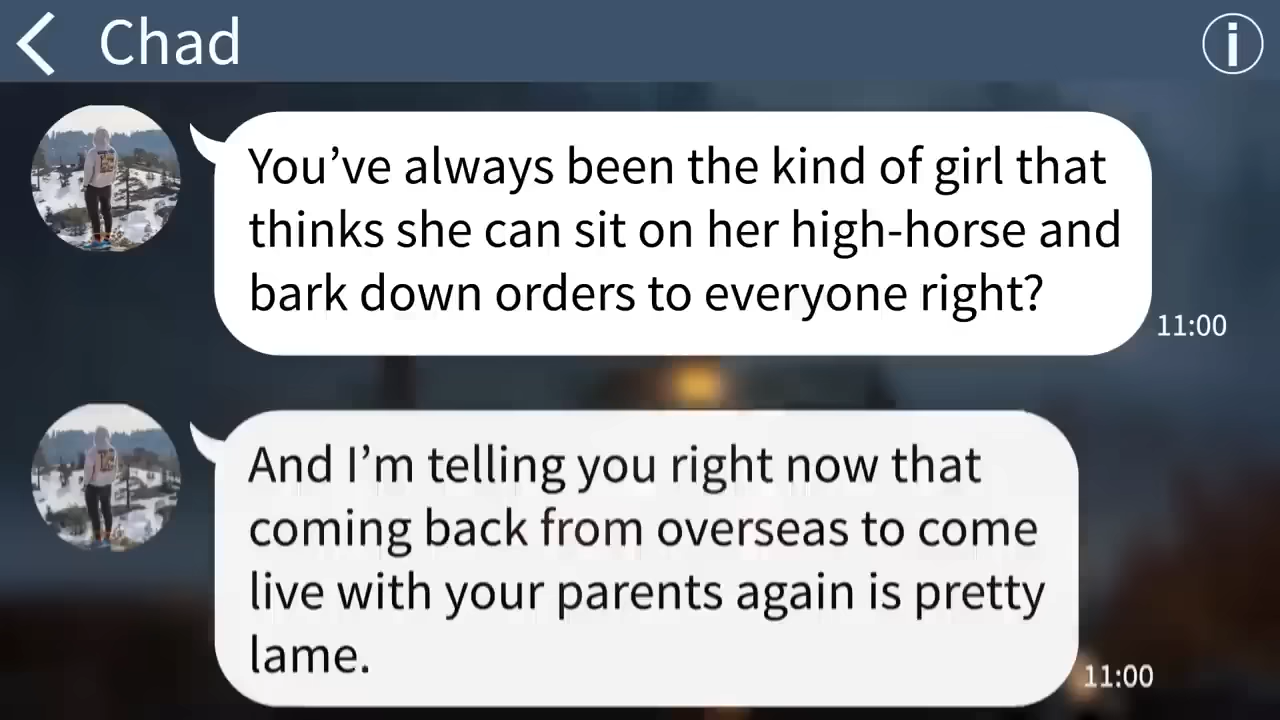 Chad
i
You’ve always been the kind of girl that
thinks she can sit on her high-horse and
bark down orders to everyone right?
11:00
And I’m telling you right now that
coming back from overseas to come
live with your parents again is pretty
lame.
11:00